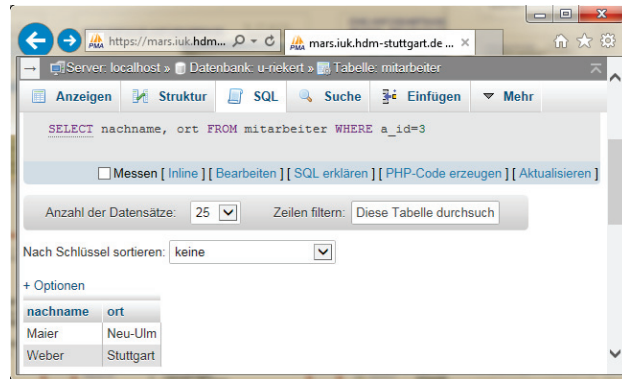 https://mars.iuk.hdm... mars.iuk.hdm-stuttgart.de ...
Server: localhost » Datenbank: u-riekert » Tabelle: mitarbeiter
Anzeigen Struktur SQL Suche Einfügen Mehr
SELECT nachname, ort FROM mitarbeiter WHERE a_id=3
Messen [ Inline ] [ Bearbeiten ] [ SQL erklären ] [ PHP-Code erzeugen ] [ Aktualisieren ]
Anzahl der Datensätze: 25 Zeilen filtern: Diese Tabelle durchsuch
Nach Schlüssel sortieren: keine
+ Optionen
nachname ort
Maier Neu-Ulm
Weber Stuttgart